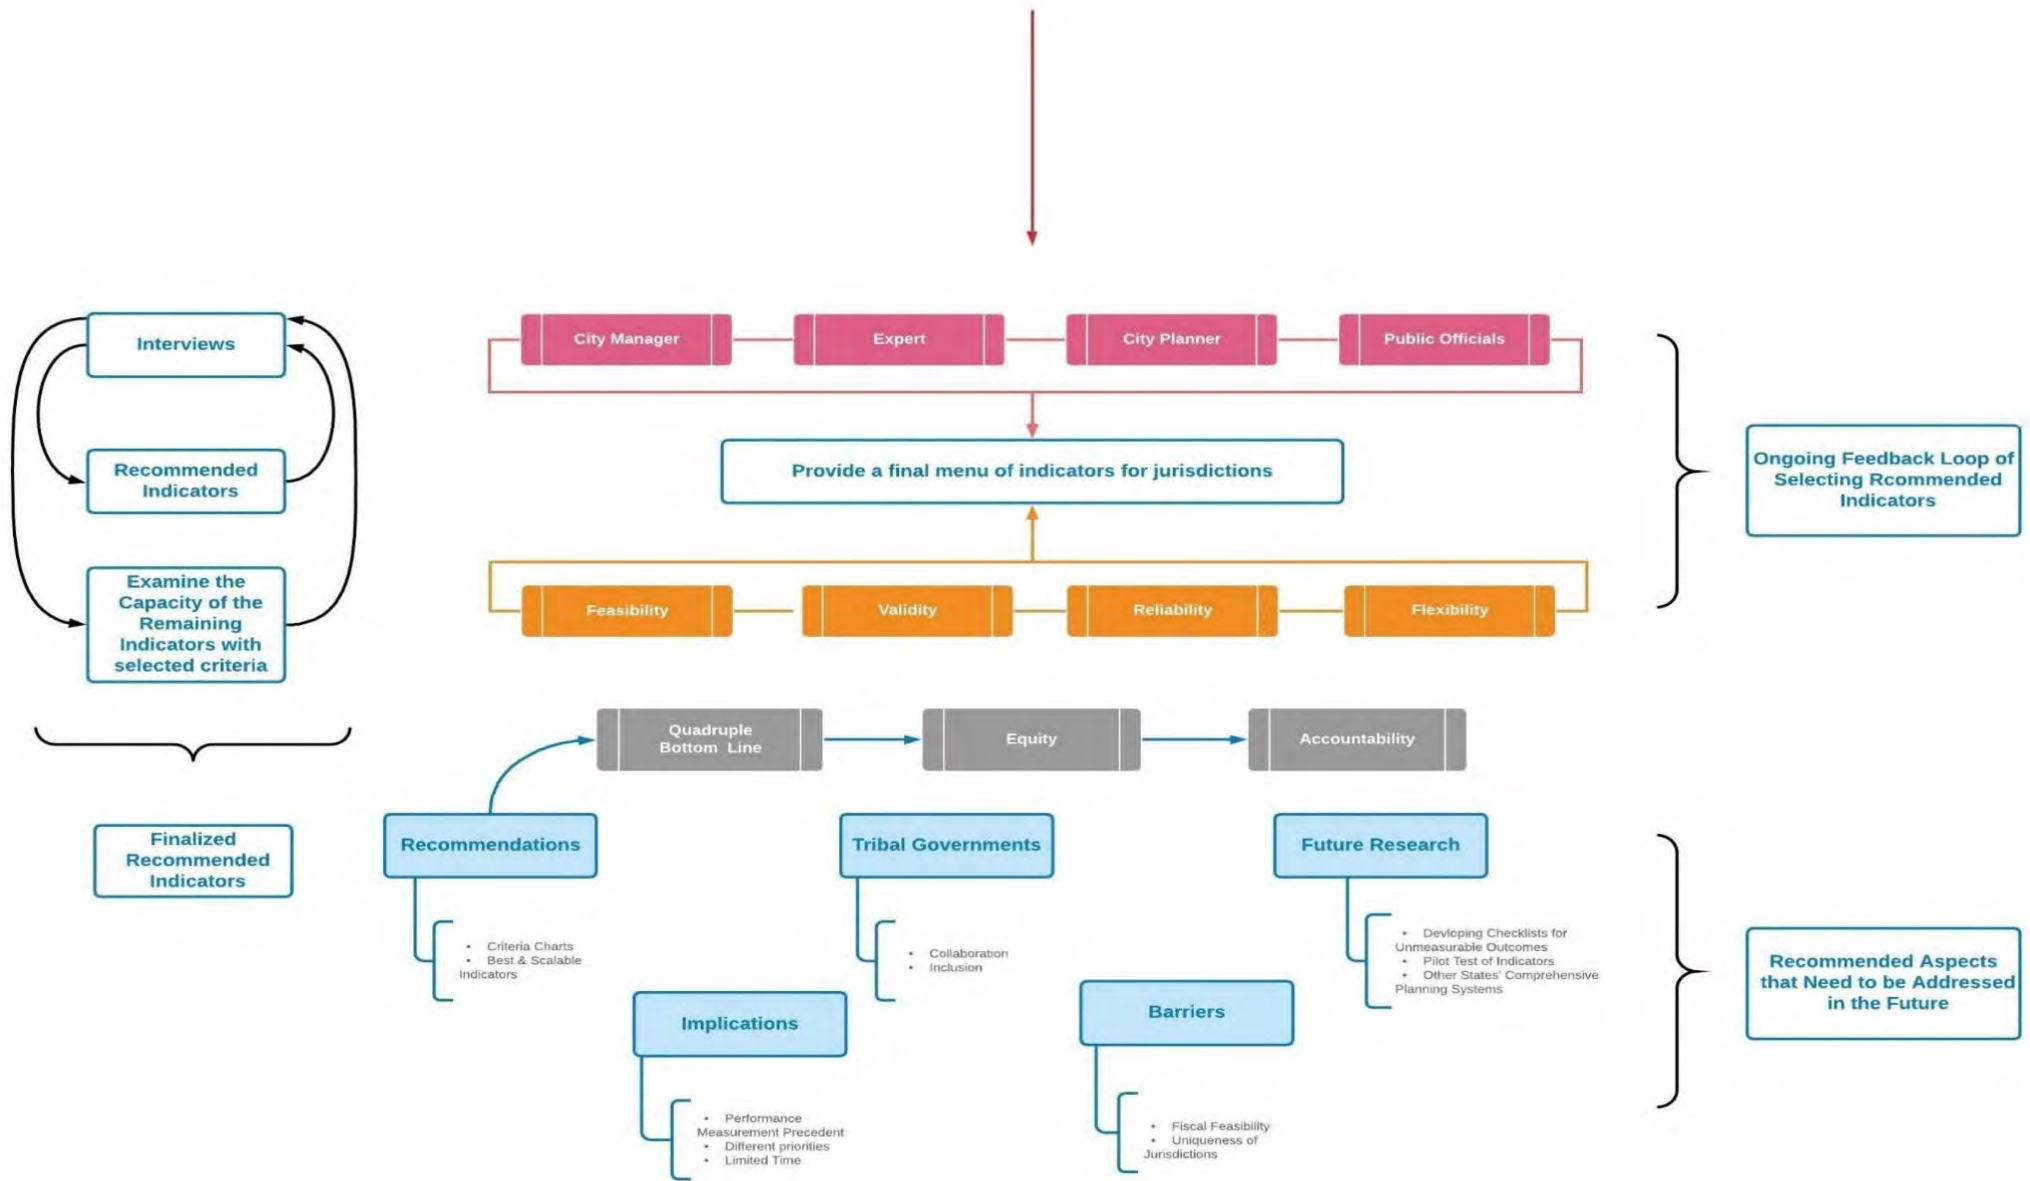 Interviews
Recommended
Indicators
Examine the
Capacity of the
Remaining
Indicators with
selected criteria
Finalized
Recommended
Indicators
City Manager
Expert
City Planner
Public Officials
Provide a final menu of indicators for jurisdictions
Feasibility
Validity
Reliability
Flexibility
Ongoing Feedback Loop of
Selecting Rcommended
Indicators
Quadruple
Bottom Line
Equity
Accountability
Recommendations
• Criteria Charts
• Best & Scalable
Indicators
Implications
• Performance
Measurement Precedent
• Different priorities
• Limited Time
Tribal Governments
• Collaboration
• Inclusion
Barriers
• Fiscal Feasibility
• Uniqueness of
Jurisdictions
Future Research
• Devloping Checklists for
Unmeasurable Outcomes
• Pilot Test of Indicators
• Other States' Comprehensive
Planning Systems
Recommended Aspects
that Need to be Addressed
in the Future